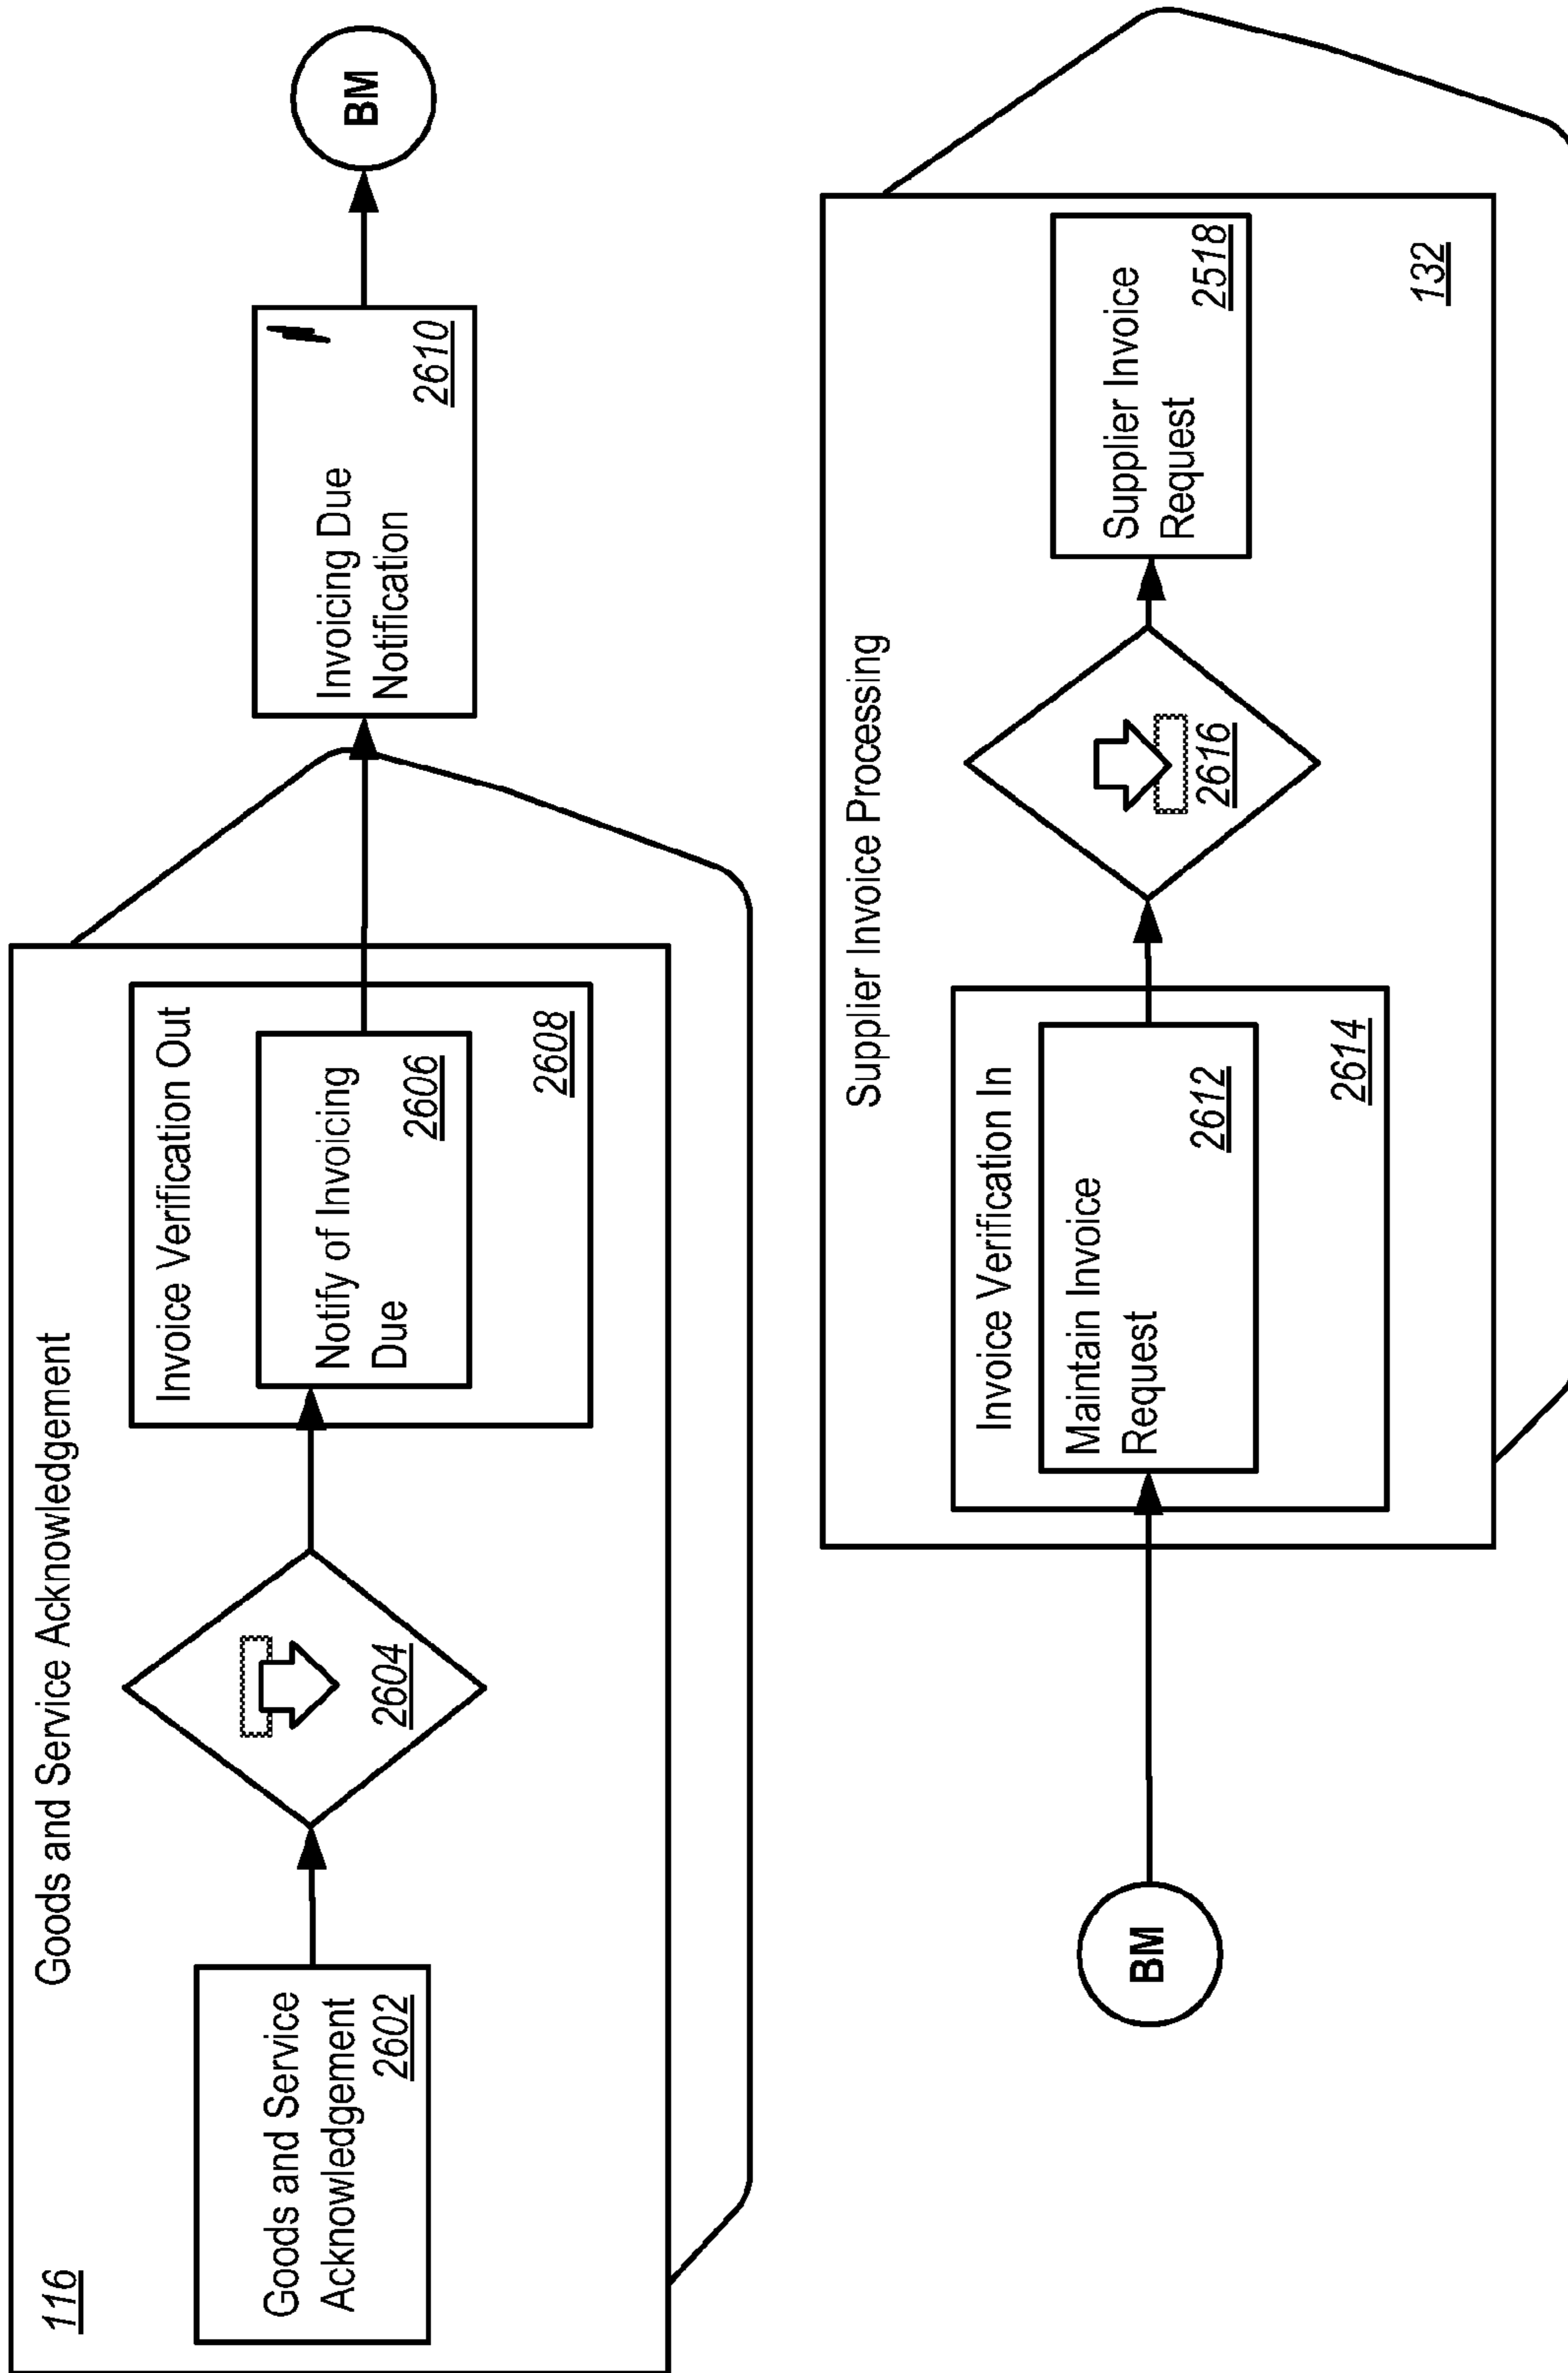 116
Goods and Service Acknowledgement
Goods and Service
Acknowledgement
2602
2604
Invoice Verification Out
Notify of Invoicing
Due
2606
2608
Invoicing Due
Notification
2610
BM
BM
Supplier Invoice Processing
Invoice Verification In
Maintain Invoice
Request
2612
2614
2616
Supplier Invoice
Request
2518
132